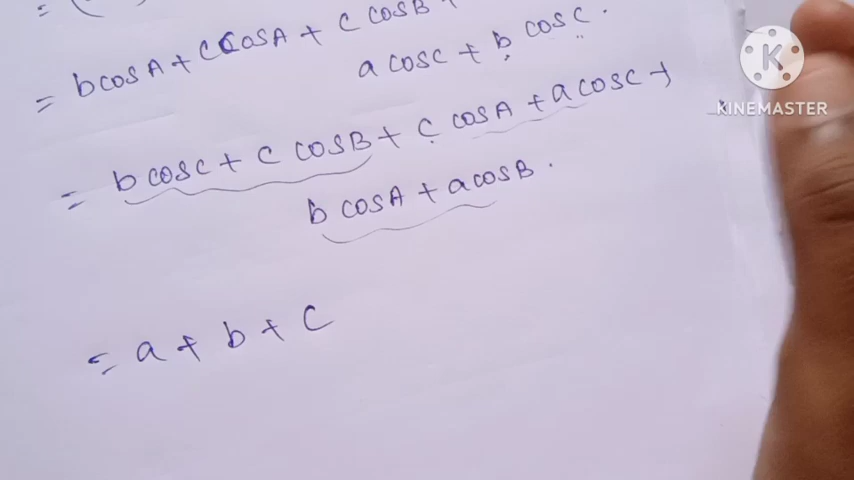 = (
= b cos A + c cos A + c cos B +
a cos c + b cos c .
= b cos c + c cos B + c cos A + a cos c +
b cos A + a cos B .
= a + b + c
K
KINEMASTER